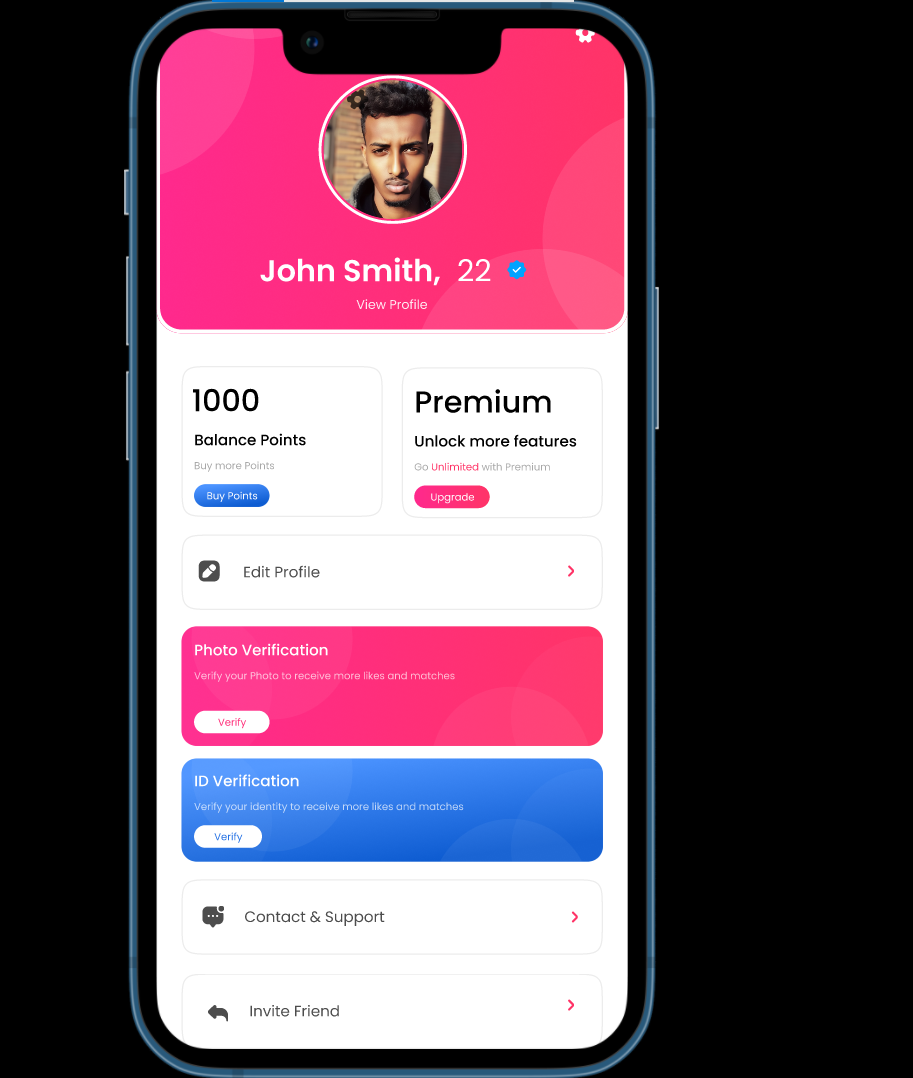 John Smith, 22
View Profile
1000
Balance Points
Buy more Points
Buy Points
Premium
Unlock more features
Go Unlimited with Premium
Upgrade
Edit Profile
Photo Verification
Verify your Photo to receive more likes and matches
Verify
ID Verification
Verify your identity to receive more likes and matches
Verify
Contact & Support
Invite Friend